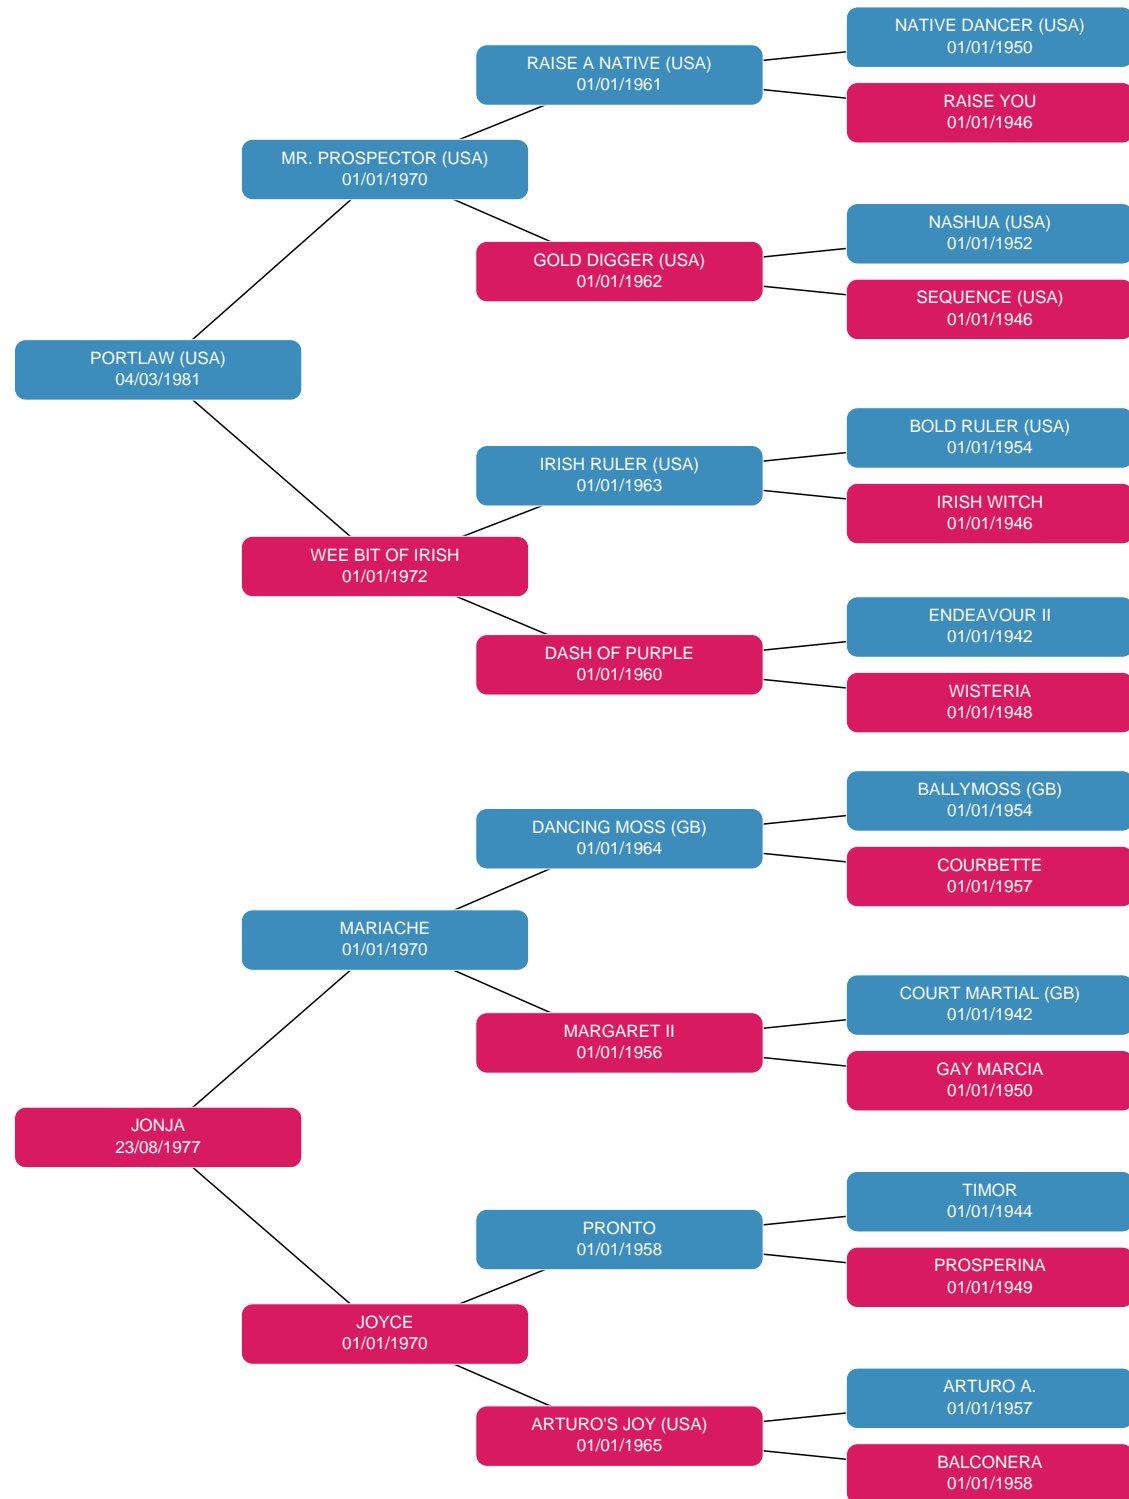 NATIVE DANCER (USA)
01/01/1950
RAISE A NATIVE (USA)
01/01/1961
RAISE YOU
01/01/1946
MR. PROSPECTOR (USA)
01/01/1970
NASHUA (USA)
01/01/1952
GOLD DIGGER (USA)
01/01/1962
SEQUENCE (USA)
01/01/1946
PORTLAW (USA)
04/03/1981
BOLD RULER (USA)
01/01/1954
IRISH RULER (USA)
01/01/1963
IRISH WITCH
01/01/1946
WEE BIT OF IRISH
01/01/1972
ENDEAVOUR II
01/01/1942
DASH OF PURPLE
01/01/1960
WISTERIA
01/01/1948
BALLYMOSS (GB)
01/01/1954
DANCING MOSS (GB)
01/01/1964
COURBETTE
01/01/1957
MARIACHE
01/01/1970
COURT MARTIAL (GB)
01/01/1942
MARGARET II
01/01/1956
GAY MARCIA
01/01/1950
JONJA
23/08/1977
TIMOR
01/01/1944
PRONTO
01/01/1958
PROSPERINA
01/01/1949
JOYCE
01/01/1970
ARTURO A.
01/01/1957
ARTURO'S JOY (USA)
01/01/1965
BALCONERA
01/01/1958